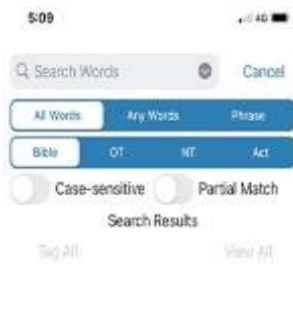 5:09 4G
Search Words Cancel
All Words Any Words Phrase
Bible OT NT Act
Case-sensitive Partial Match
Search Results
Tag All View All